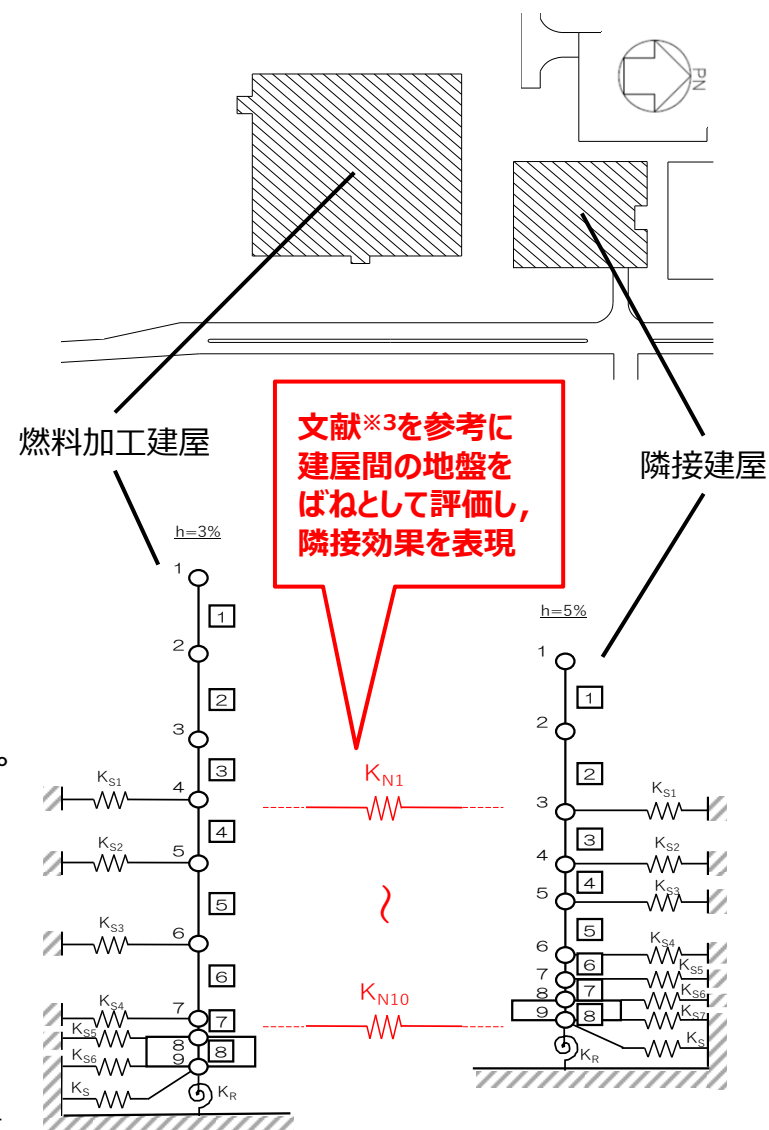 PN
燃料加工建屋
隣接建屋
文献※3を参考に
建屋間の地盤を
ばねとして評価し,
隣接効果を表現
h=3%
1
1
2
2
3
3
KS1
4
4
KS2
5
5
KS3
6
6
KS4
7
7
KS5
8
8
KS6
9
KS
KR
。
KN1
~
KN10
h=5%
1
1
2
2
3
KS1
3
4
KS2
4
5
KS3
5
6
KS4
6
7
KS5
7
8
KS6
8
9
KS7
KS
KR